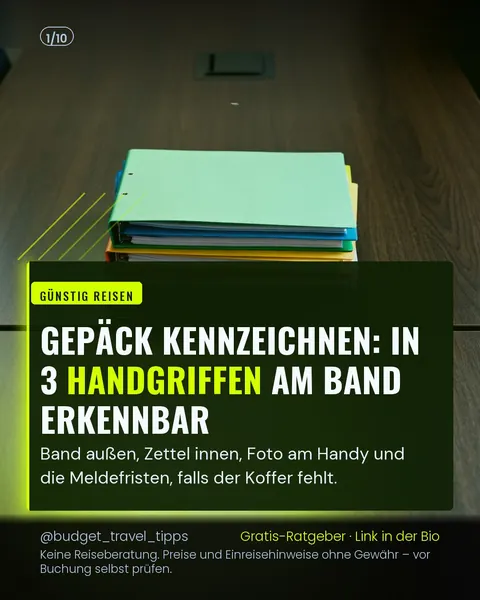 1/10
GÜNSTIG REISEN
GEPÄCK KENNZEICHNEN: IN
3 HANDGRIFFEN AM BAND
ERKENNBAR
Band außen, Zettel innen, Foto am Handy und
die Meldefristen, falls der Koffer fehlt.
@budget_travel_tipps
Gratis-Ratgeber · Link in der Bio
Keine Reiseberatung. Preise und Einreisehinweise ohne Gewähr – vor
Buchung selbst prüfen.